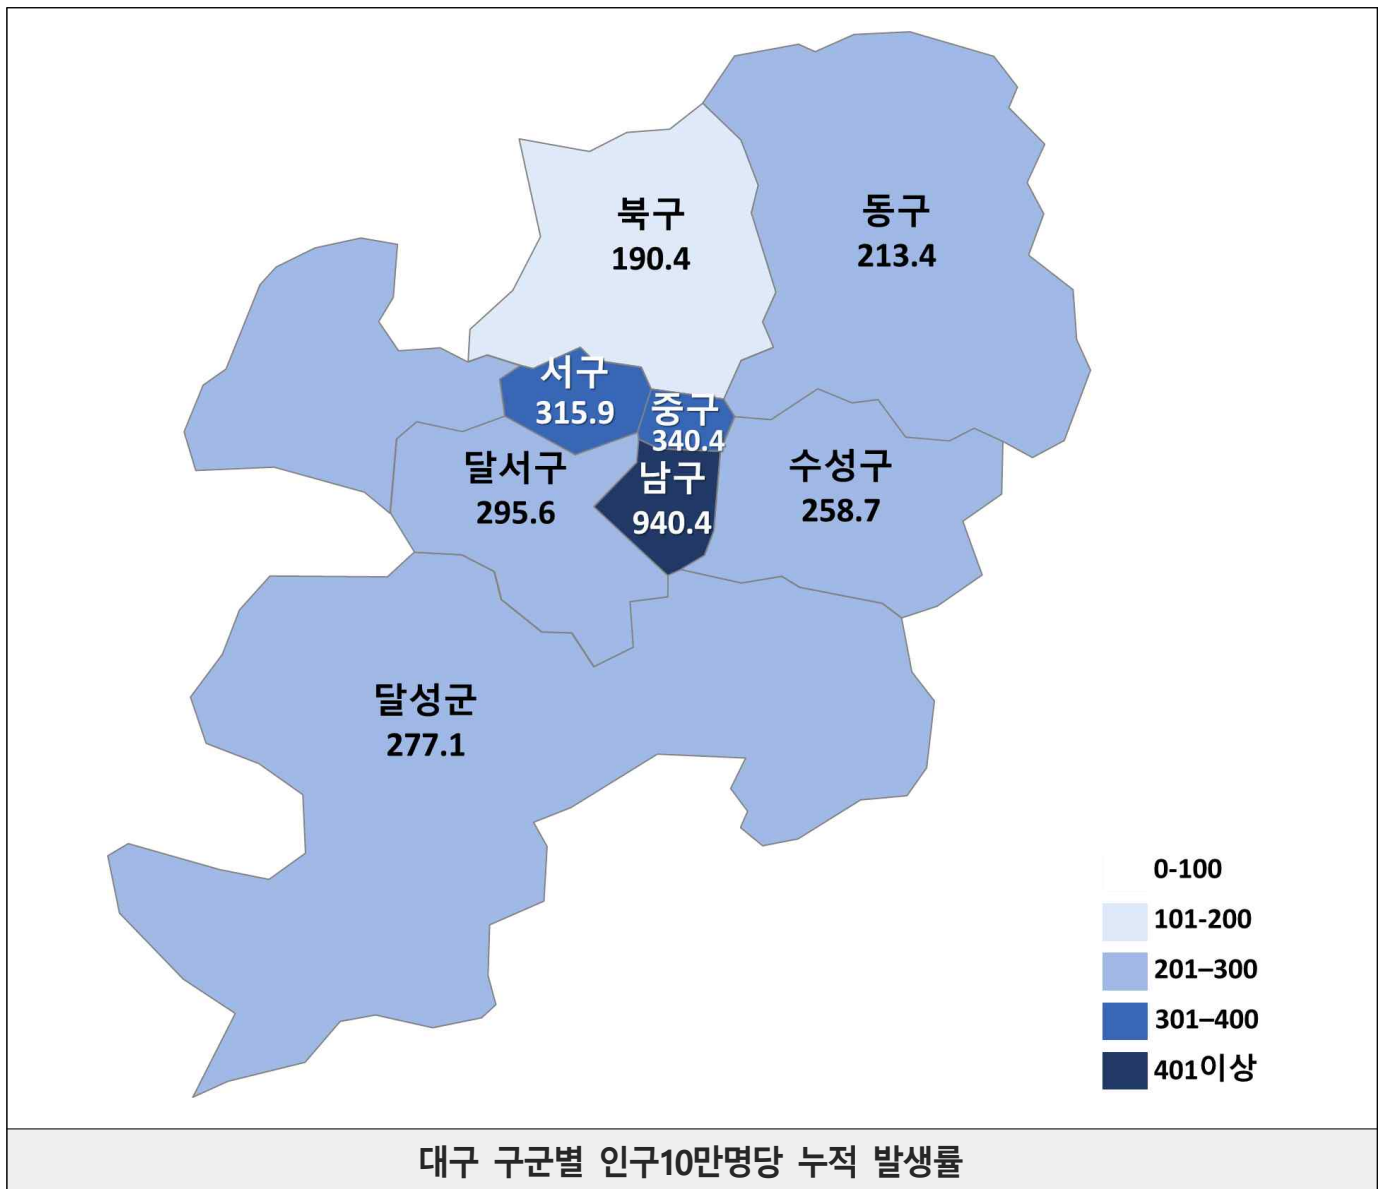 북구
190.4
동구
213.4
서구
315.9
중구
340.4
달서구
295.6
남구
940.4
수성구
258.7
달성군
277.1
0-100
101-200
201–300
301–400
401이상
대구 구군별 인구10만명당 누적 발생률